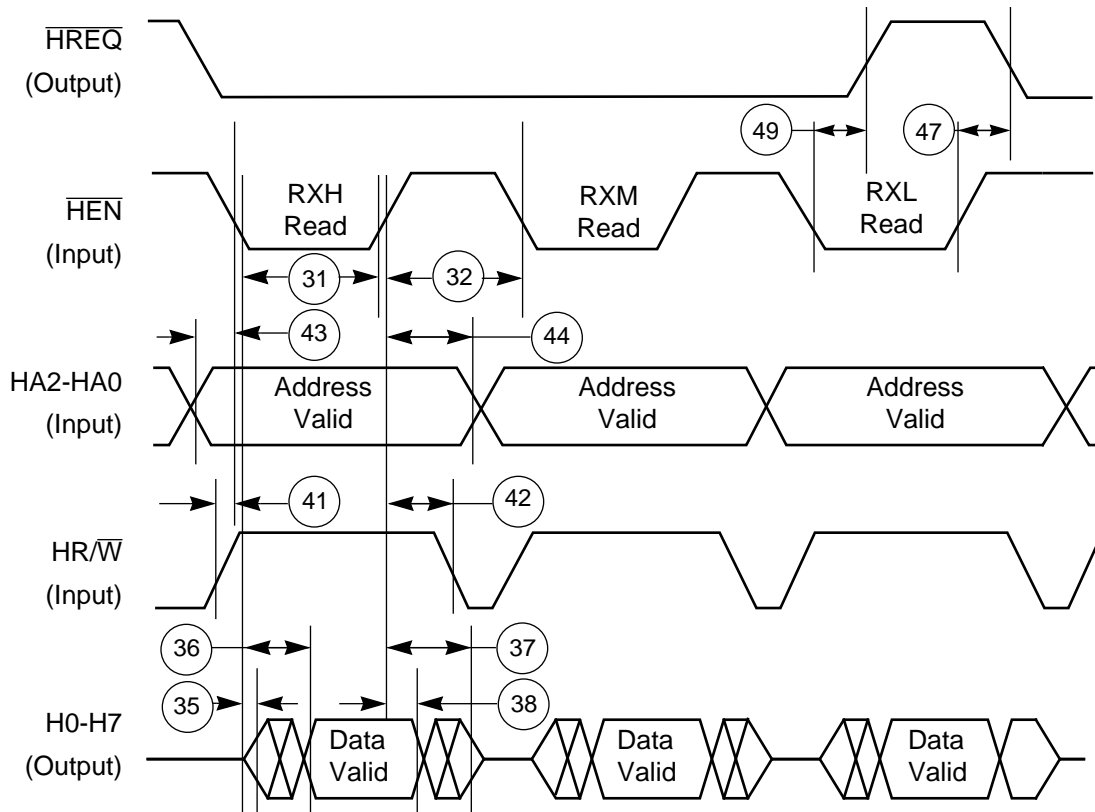 H̅R̅E̅Q̅
(Output)
49
47
H̅E̅N̅
(Input)
RXH
Read
RXM
Read
RXL
Read
31
32
43
44
HA2-HA0
(Input)
Address
Valid
Address
Valid
Address
Valid
41
42
HR/W̅
(Input)
36
37
35
38
H0-H7
(Output)
Data
Valid
Data
Valid
Data
Valid